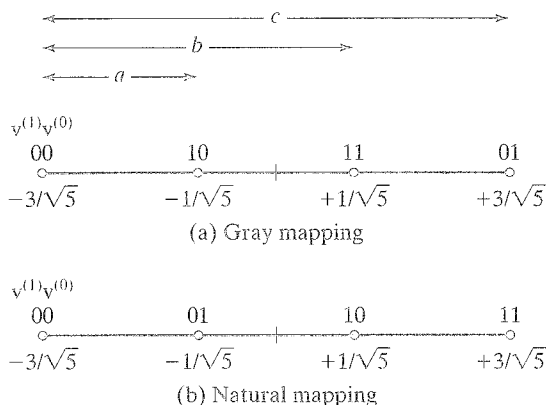 c
b
a
v(1)v(0)
00 10 11 01
−3/√5 −1/√5 +1/√5 +3/√5
(a) Gray mapping
v(1)v(0)
00 01 10 11
−3/√5 −1/√5 +1/√5 +3/√5
(b) Natural mapping